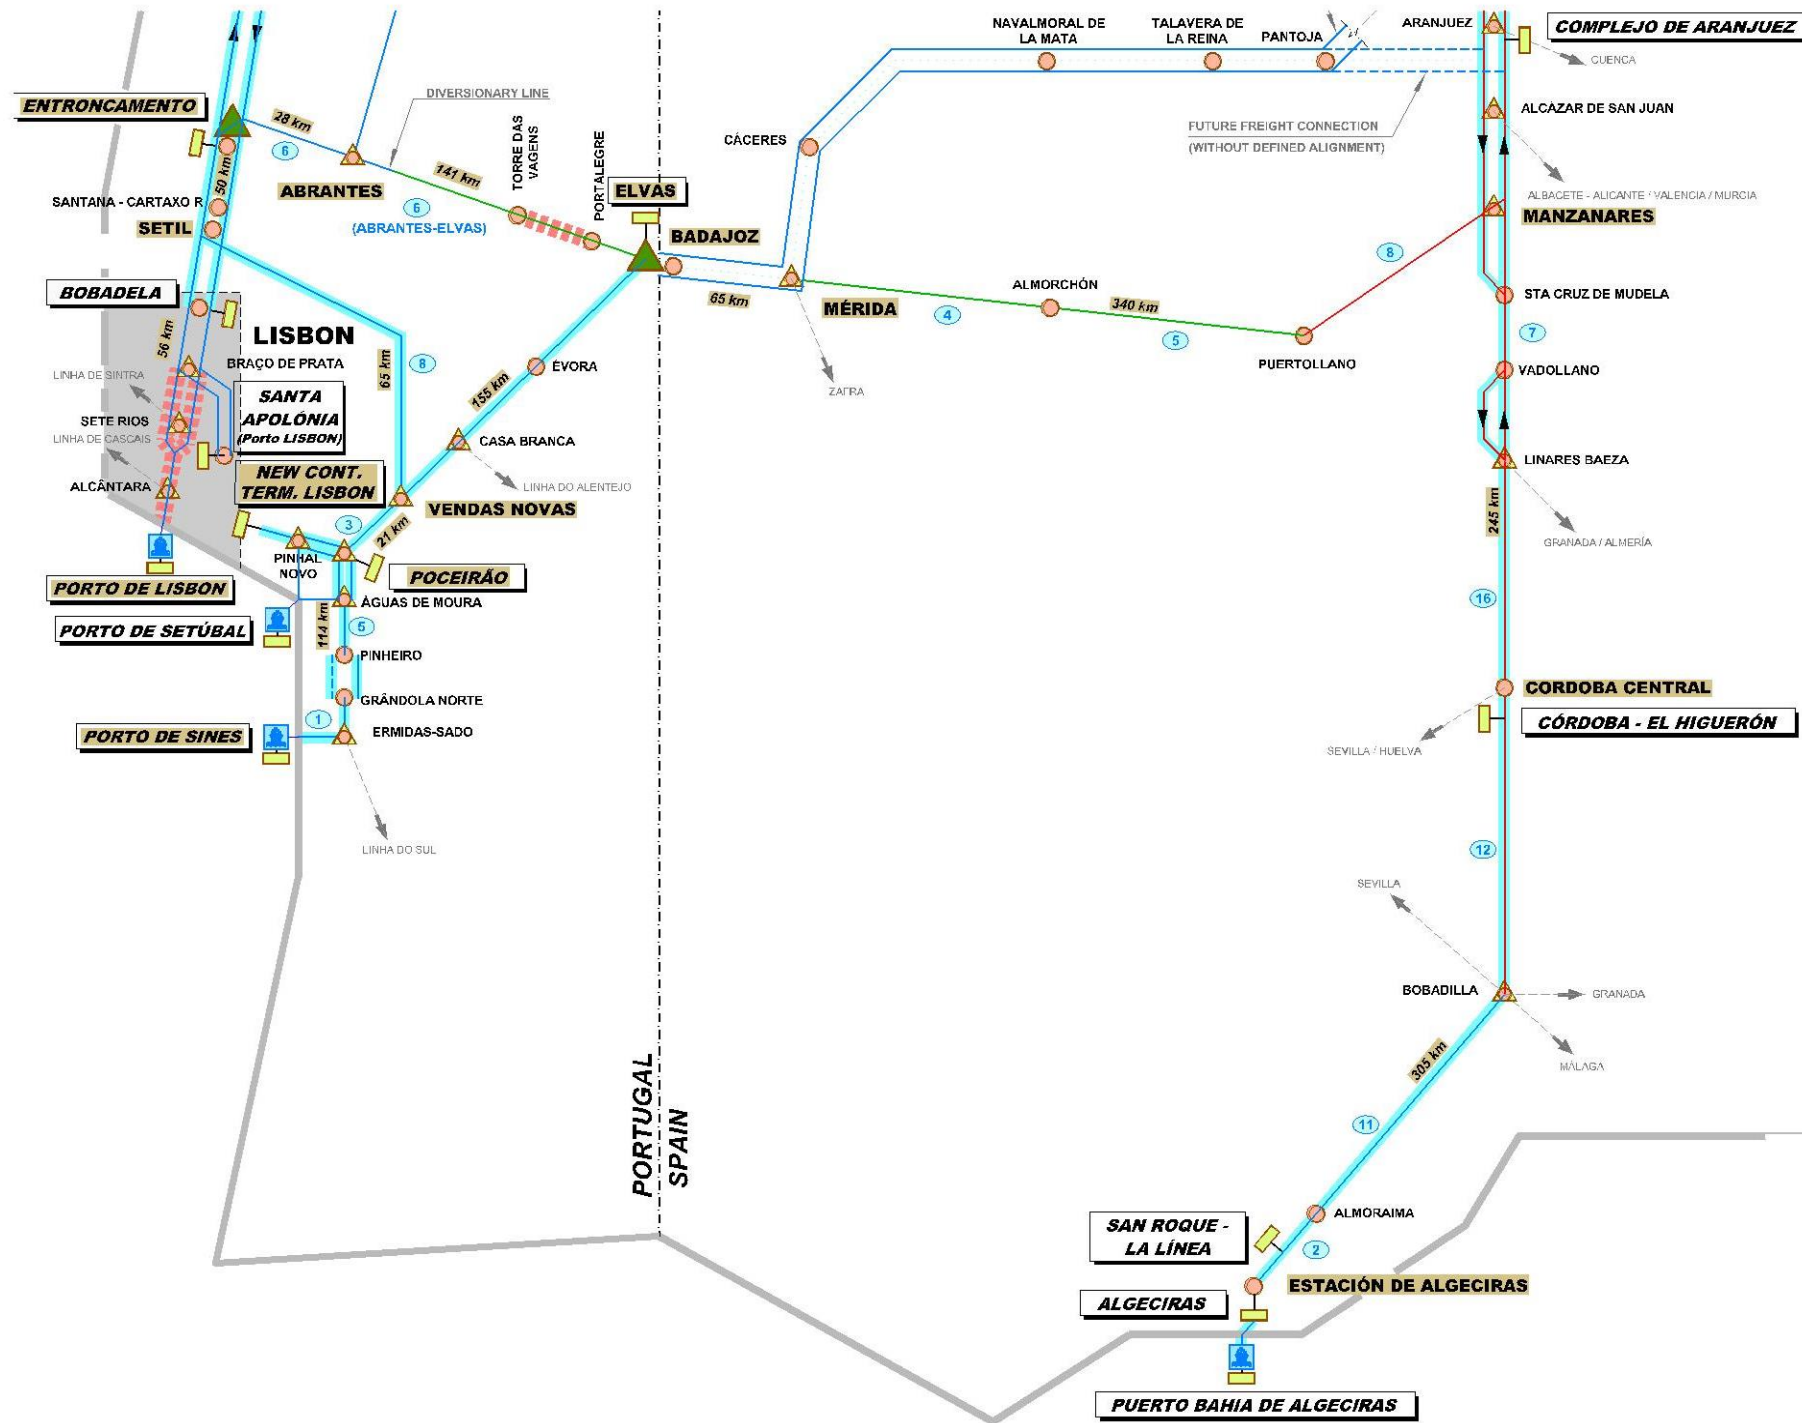 NAVALMORAL DE
LA MATA
TALAVERA DE
LA REINA
PANTOJA
ARANJUEZ
COMPLEJO DE ARANJUEZ
CUENCA
ENTRONCAMENTO
DIVERSIONARY LINE
28 km
6
ALCAZAR DE SAN JUAN
FUTURE FREIGHT CONNECTION
(WITHOUT DEFINED ALIGNMENT)
CÁCERES
TORRE DAS
VAGENS
PORTALEGRE
50 km
ABRANTES
141 km
6
(ABRANTES-ELVAS)
ELVAS
SANTANA - CARTAXO R
SETIL
ALBACETE - ALICANTE / VALENCIA / MURCIA
MANZANARES
BADAJOZ
8
65 km
MÉRIDA
4
ALMORCHÓN
340 km
5
PUERTOLLANO
STA CRUZ DE MUDELA
7
VADOLLANO
BOBADELA
LISBON
56 km
BRAÇO DE PRATA
65 km
8
ÉVORA
155 km
ZAFRA
LINHA DE SINTRA
SANTA
APOLÓNIA
(Porto LISBON)
SETE RIOS
LINHA DE CASCAIS
CASA BRANCA
LINARES BAEZA
ALCÂNTARA
NEW CONT.
TERM. LISBON
LINHA DO ALENTEJO
VENDAS NOVAS
245 km
GRANADA / ALMERÍA
3
21 km
PINHAL
NOVO
POCEIRÃO
PORTO DE LISBON
ÁGUAS DE MOURA
16
PORTO DE SETÚBAL
114 km
5
PINHEIRO
CORDOBA CENTRAL
GRÂNDOLA NORTE
1
CÓRDOBA - EL HIGUERÓN
PORTO DE SINES
ERMIDAS-SADO
SEVILLA / HUELVA
LINHA DO SUL
12
SEVILLA
BOBADILLA
GRANADA
MÁLAGA
305 km
PORTUGAL
SPAIN
11
ALMORAIMA
SAN ROQUE -
LA LÍNEA
2
ESTACIÓN DE ALGECIRAS
ALGECIRAS
PUERTO BAHIA DE ALGECIRAS